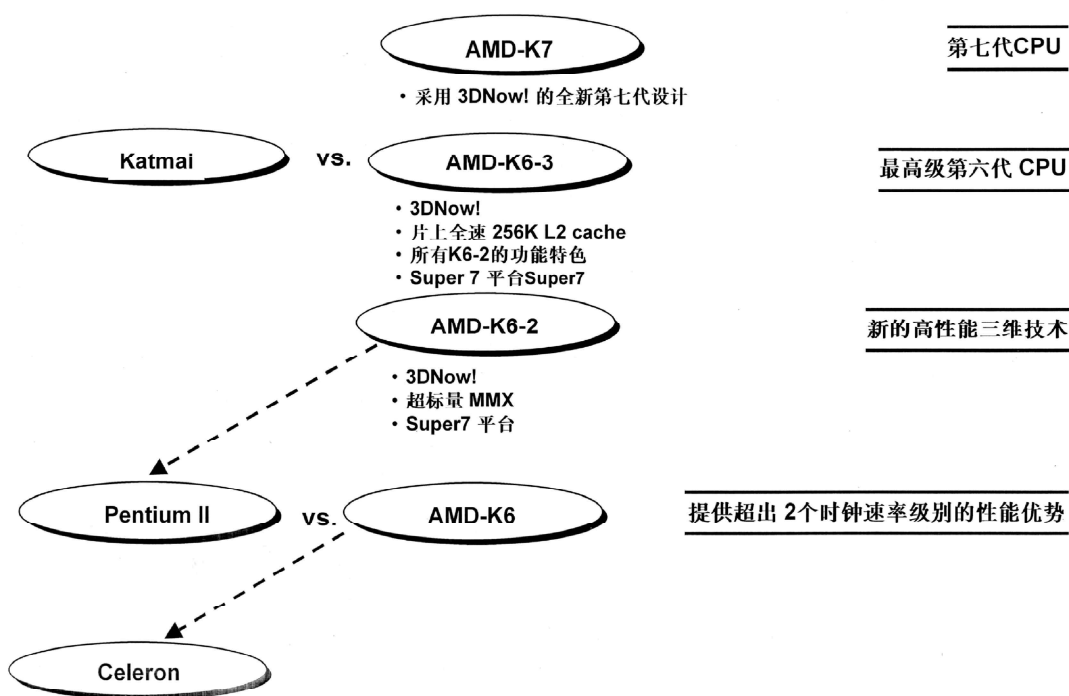 AMD-K7
第七代CPU
· 采用 3DNow! 的全新第七代设计
Katmai
vs.
AMD-K6-3
最高级第六代 CPU
· 3DNow!
· 片上全速 256K L2 cache
· 所有K6-2的功能特色
· Super 7 平台Super7
AMD-K6-2
新的高性能三维技术
· 3DNow!
· 超标量 MMX
· Super7 平台
Pentium II
vs.
AMD-K6
提供超出 2个时钟速率级别的性能优势
Celeron